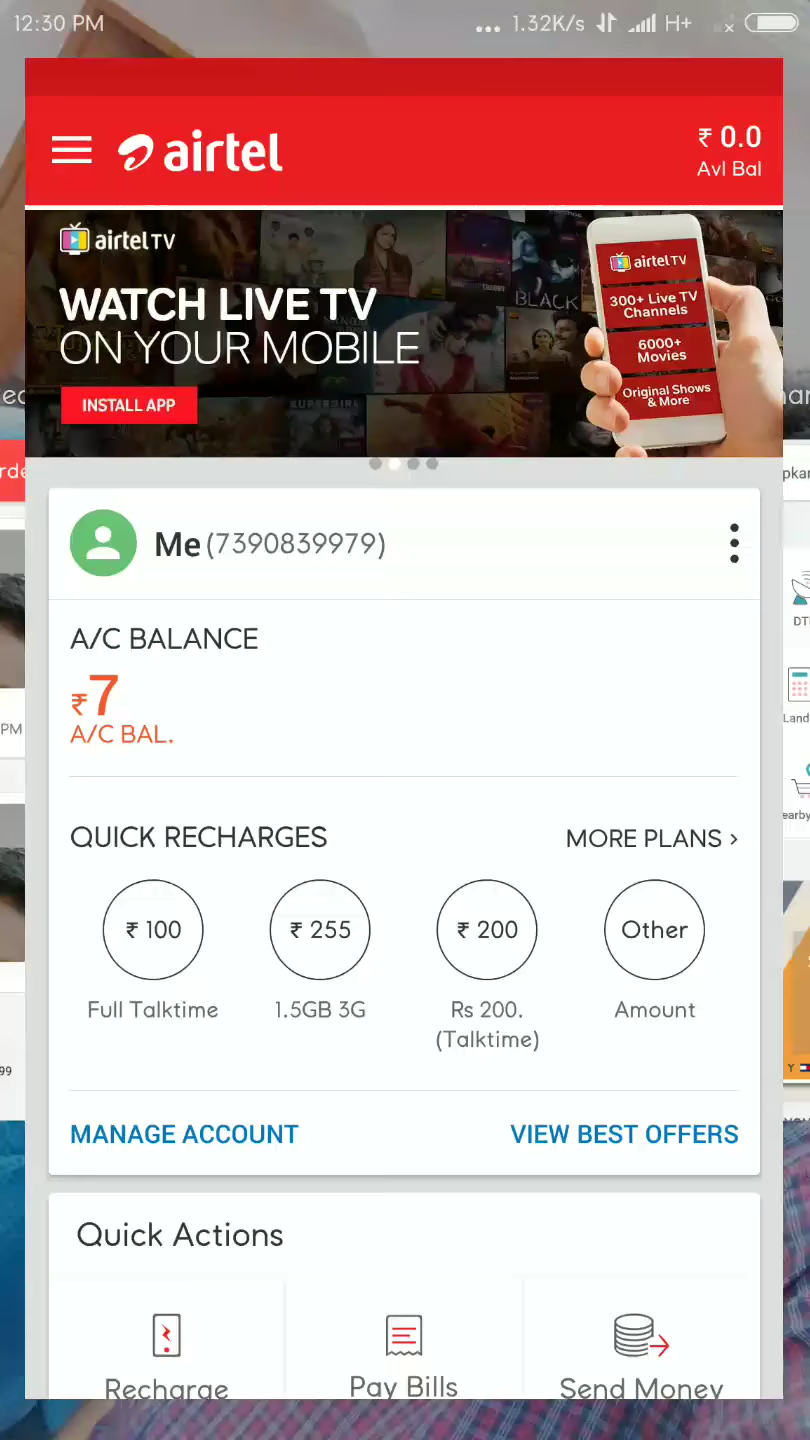 12:30 PM
... 1.32K/s H+
airtel
₹ 0.0
Avl Bal
airtel TV
WATCH LIVE TV
ON YOUR MOBILE
INSTALL APP
airtel TV
300+ Live TV
Channels
6000+
Movies
Original Shows
& More
BLACK
SUPERGIRL
Me (7390839979)
A/C BALANCE
₹7
A/C BAL.
QUICK RECHARGES
MORE PLANS ›
₹ 100
₹ 255
₹ 200
Other
Full Talktime
1.5GB 3G
Rs 200.
(Talktime)
Amount
MANAGE ACCOUNT
VIEW BEST OFFERS
Quick Actions
Recharge
Pay Bills
Send Money
PM
99